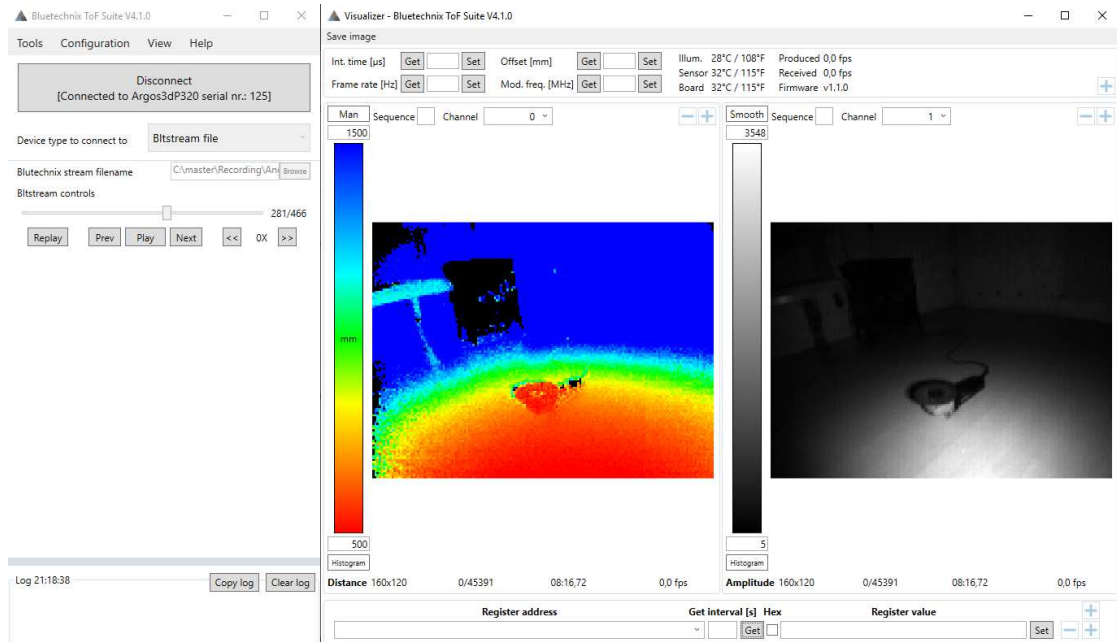 Bluetechnix ToF Suite V4.1.0
Tools Configuration View Help
Disconnect
[Connected to Argos3dP320 serial nr.: 125]
Device type to connect to Bltstream file
Blutechnix stream filename C:\master\Recording\An Browse
Bltstream controls
281/466
Replay Prev Play Next << 0X >>
Log 21:18:38 Copy log Clear log
Visualizer - Bluetechnix ToF Suite V4.1.0
Save image
Int. time [µs] Get Set Offset [mm] Get Set Illum. 28°C / 108°F Produced 0,0 fps
Sensor 32°C / 115°F Received 0,0 fps
Frame rate [Hz] Get Set Mod. freq. [MHz] Get Set Board 32°C / 115°F Firmware v1.1.0
Man Sequence Channel 0
1500
mm
500
Histogram
Distance 160x120 0/45391 08:16,72 0,0 fps
Smooth Sequence Channel 1
3548
5
Histogram
Amplitude 160x120 0/45391 08:16,72 0,0 fps
Register address Get interval [s] Hex Register value
Get Set